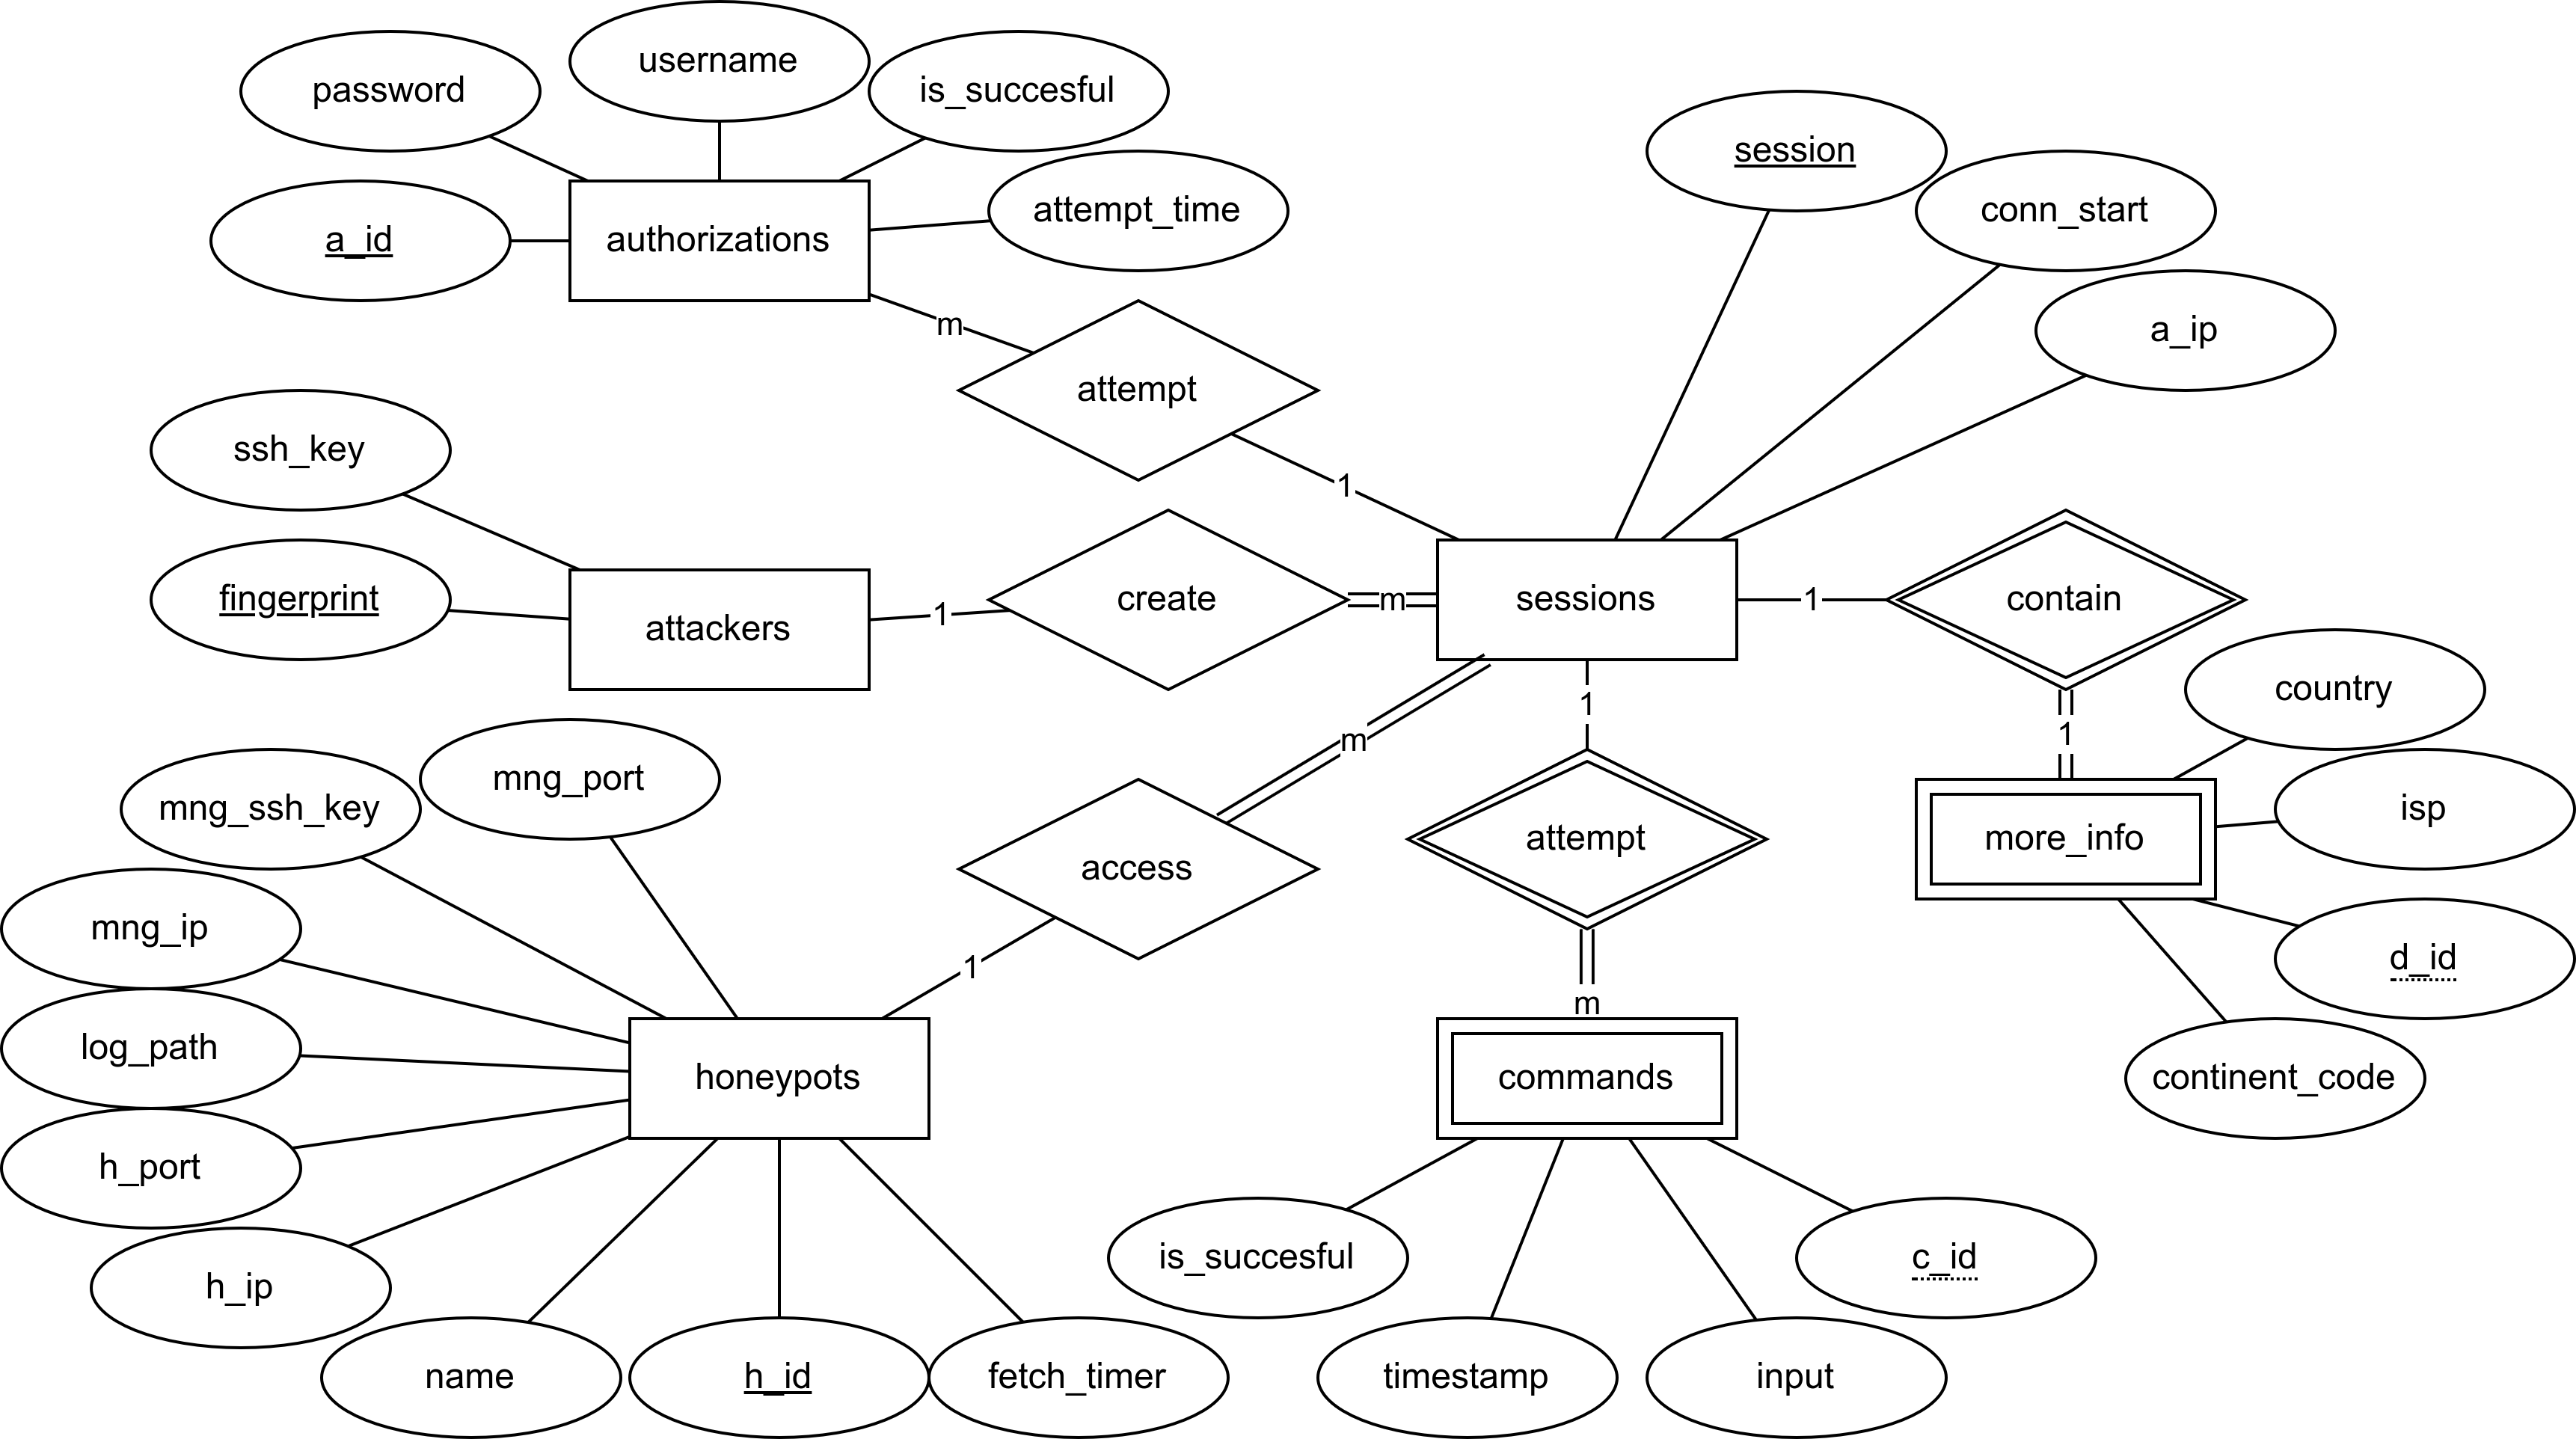 username
password
is_succesful
session
attempt_time
conn_start
a_id
authorizations
m
a_ip
attempt
ssh_key
1
fingerprint
attackers
1
create
m
sessions
1
contain
country
1
m
1
mng_port
mng_ssh_key
isp
more_info
attempt
access
mng_ip
1
d_id
m
log_path
honeypots
commands
continent_code
h_port
is_succesful
c_id
h_ip
name
h_id
fetch_timer
timestamp
input